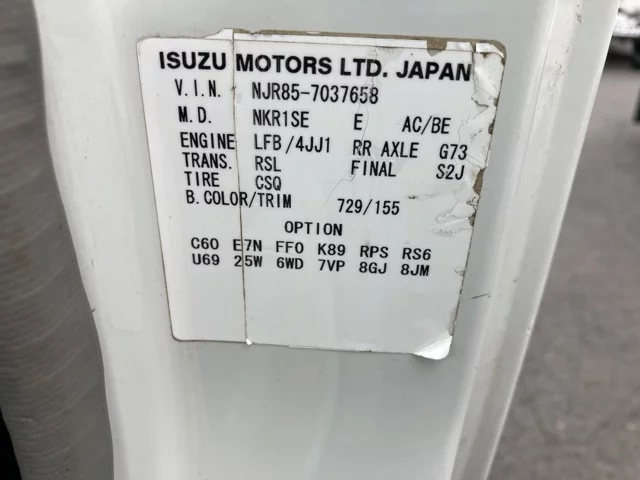 ISUZU MOTORS LTD. JAPAN
V.I.N. NJR85-7037658
M.D. NKR1SE E AC/BE
ENGINE LFB/4JJ1 RR AXLE G73
TRANS. RSL FINAL S2J
TIRE CSQ
B.COLOR/TRIM 729/155
OPTION
C60 E7N FF0 K89 RPS RS6
U69 25W 6WD 7VP 8GJ 8JM